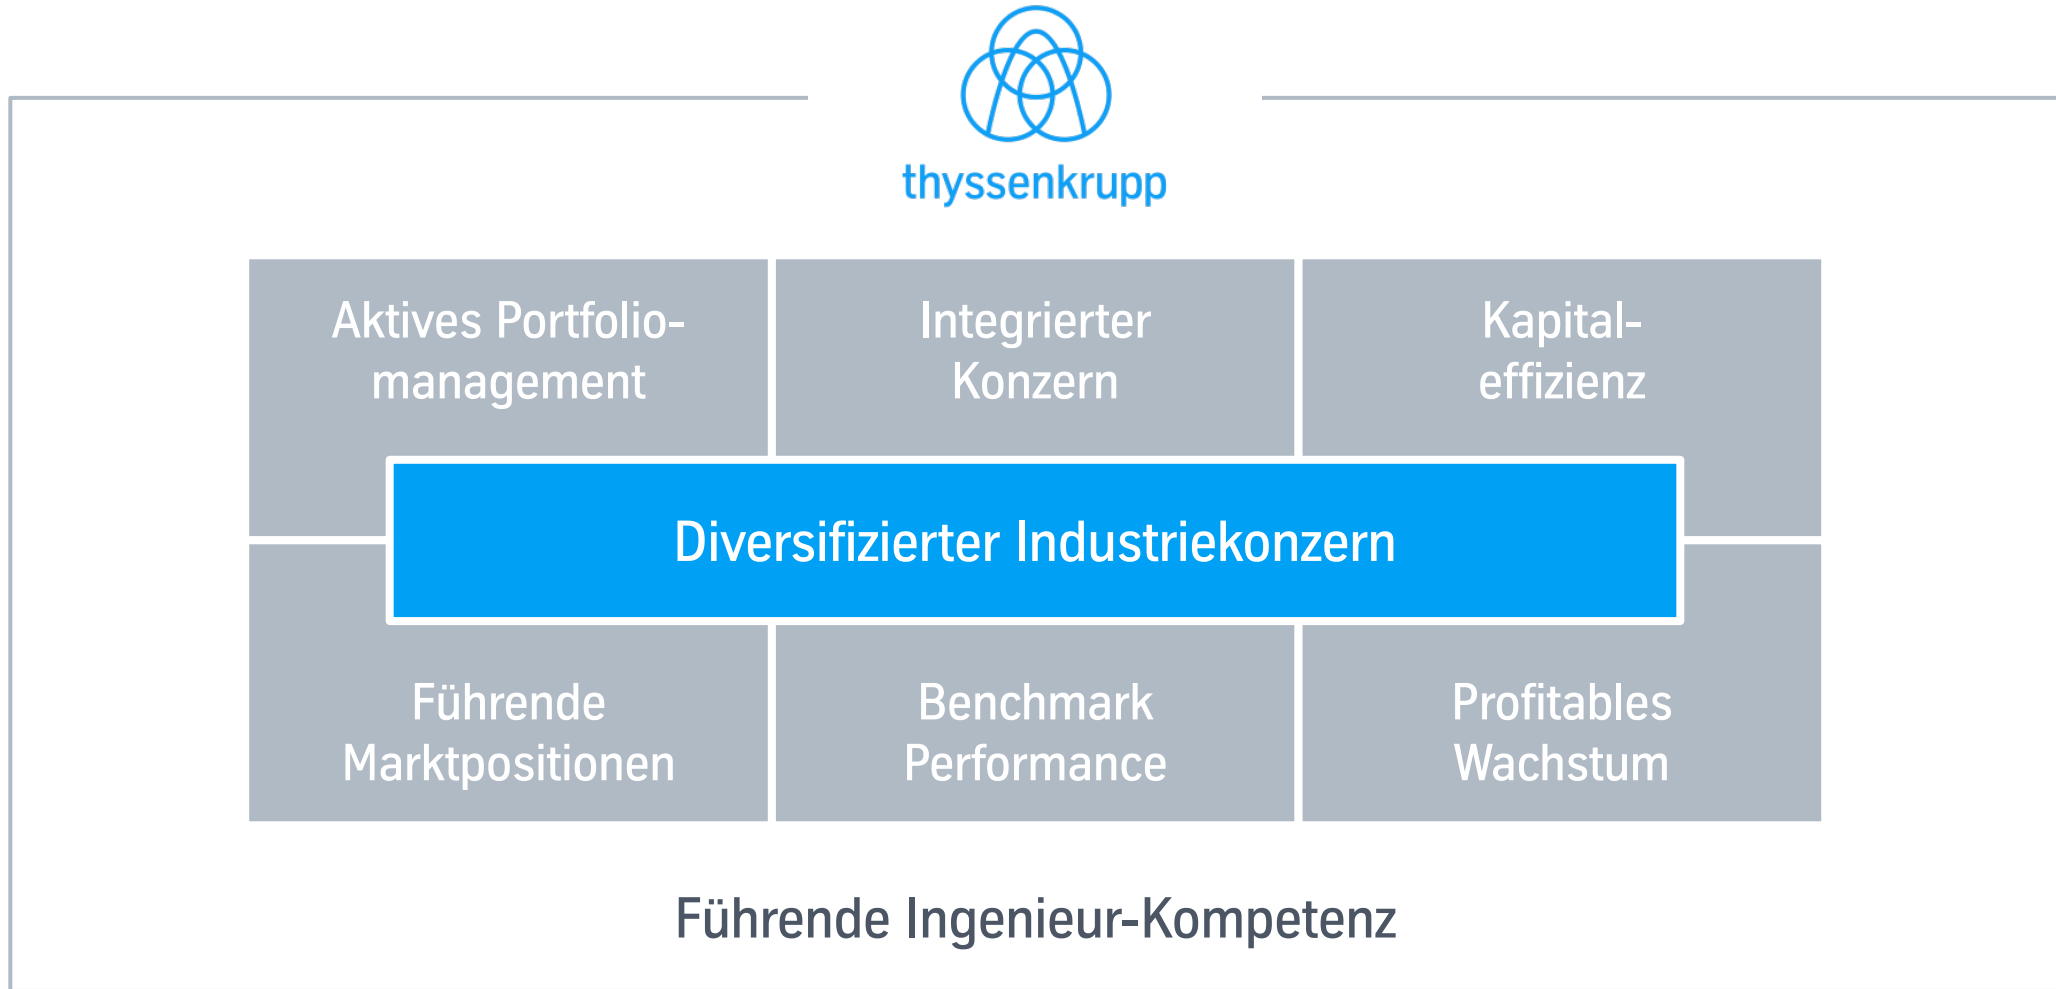 thyssenkrupp
Aktives Portfolio-
management
Integrierter
Konzern
Kapital-
effizienz
Diversifizierter Industriekonzern
Führende
Marktpositionen
Benchmark
Performance
Profitables
Wachstum
Führende Ingenieur-Kompetenz